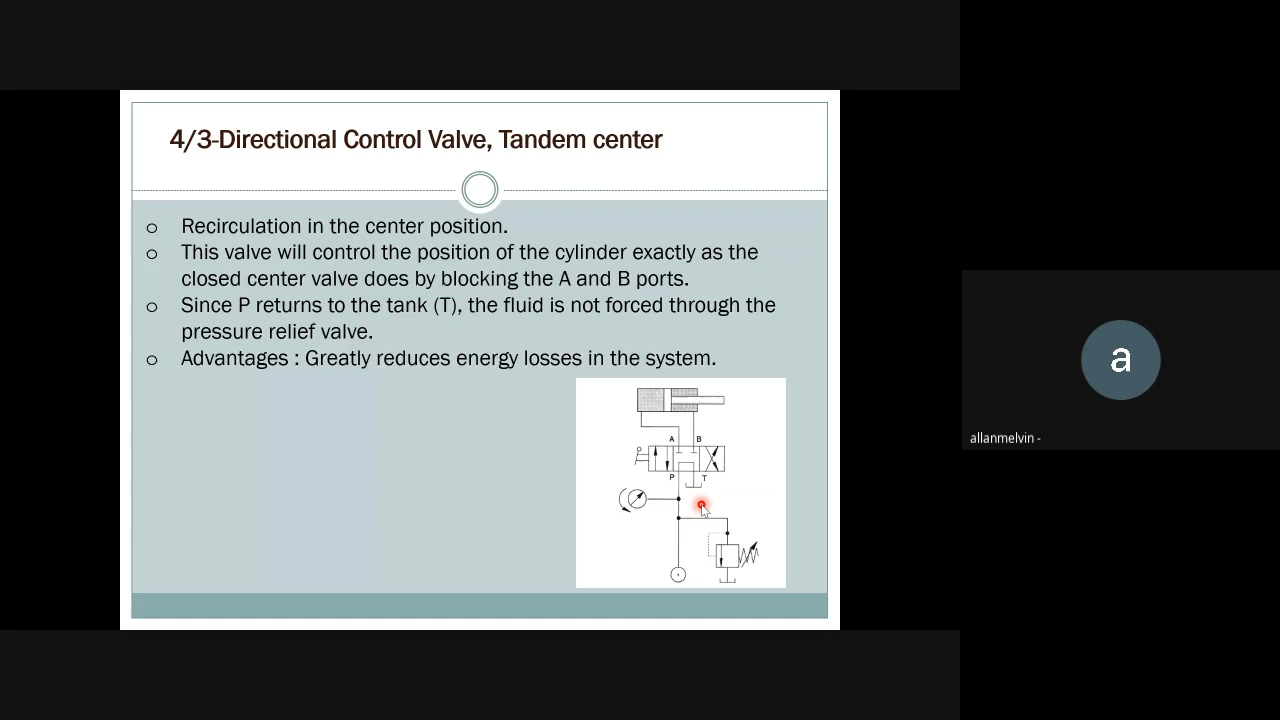 4/3-Directional Control Valve, Tandem center
o Recirculation in the center position.
o This valve will control the position of the cylinder exactly as the
closed center valve does by blocking the A and B ports.
o Since P returns to the tank (T), the fluid is not forced through the
pressure relief valve.
o Advantages : Greatly reduces energy losses in the system.
A B
P T
a
allanmelvin -